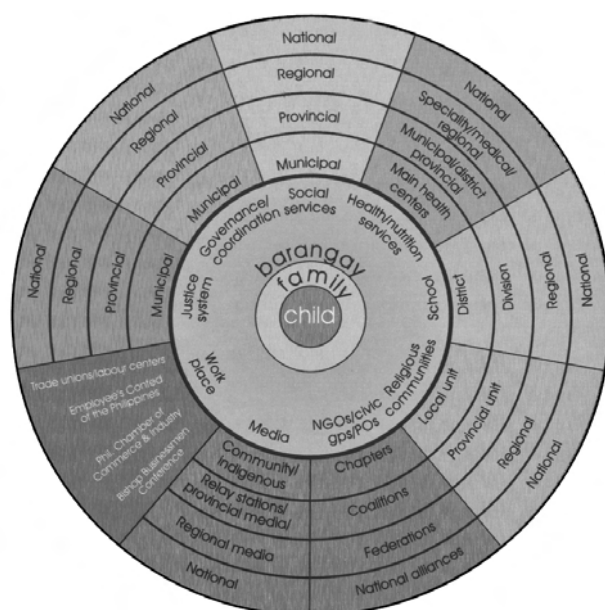 National
Regional
Provincial
Municipal
Social
services
National
Speciality/medical/
regional
Municipal/district
provincial
Main health
centers
Health/nutrition
services
National
Regional
Division
District
School
National
Regional
Provincial unit
Local unit
Religious
communities
National alliances
Federations
Coalitions
Chapters
NGOs/civic
gps/POs
National
Regional media
Relay stations/
provincial media/
Community/
indigenous
Media
Trade unions/labour centers
Employee's Confed
of the Philippines
Phil. Chamber of
Commerce & Industry
Bishop Businesmen
Conference
Work
place
National
Regional
Provincial
Municipal
Justice
system
National
Regional
Provincial
Municipal
Governance/
coordination
barangay
family
child